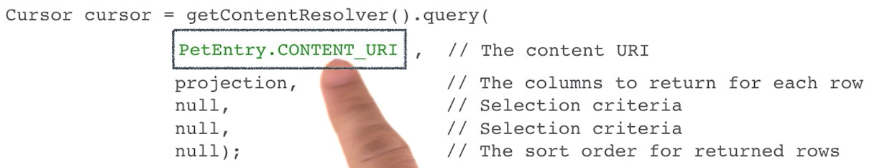 Cursor cursor = getContentResolver().query(
PetEntry.CONTENT_URI , // The content URI
projection, // The columns to return for each row
null, // Selection criteria
null, // Selection criteria
null); // The sort order for returned rows